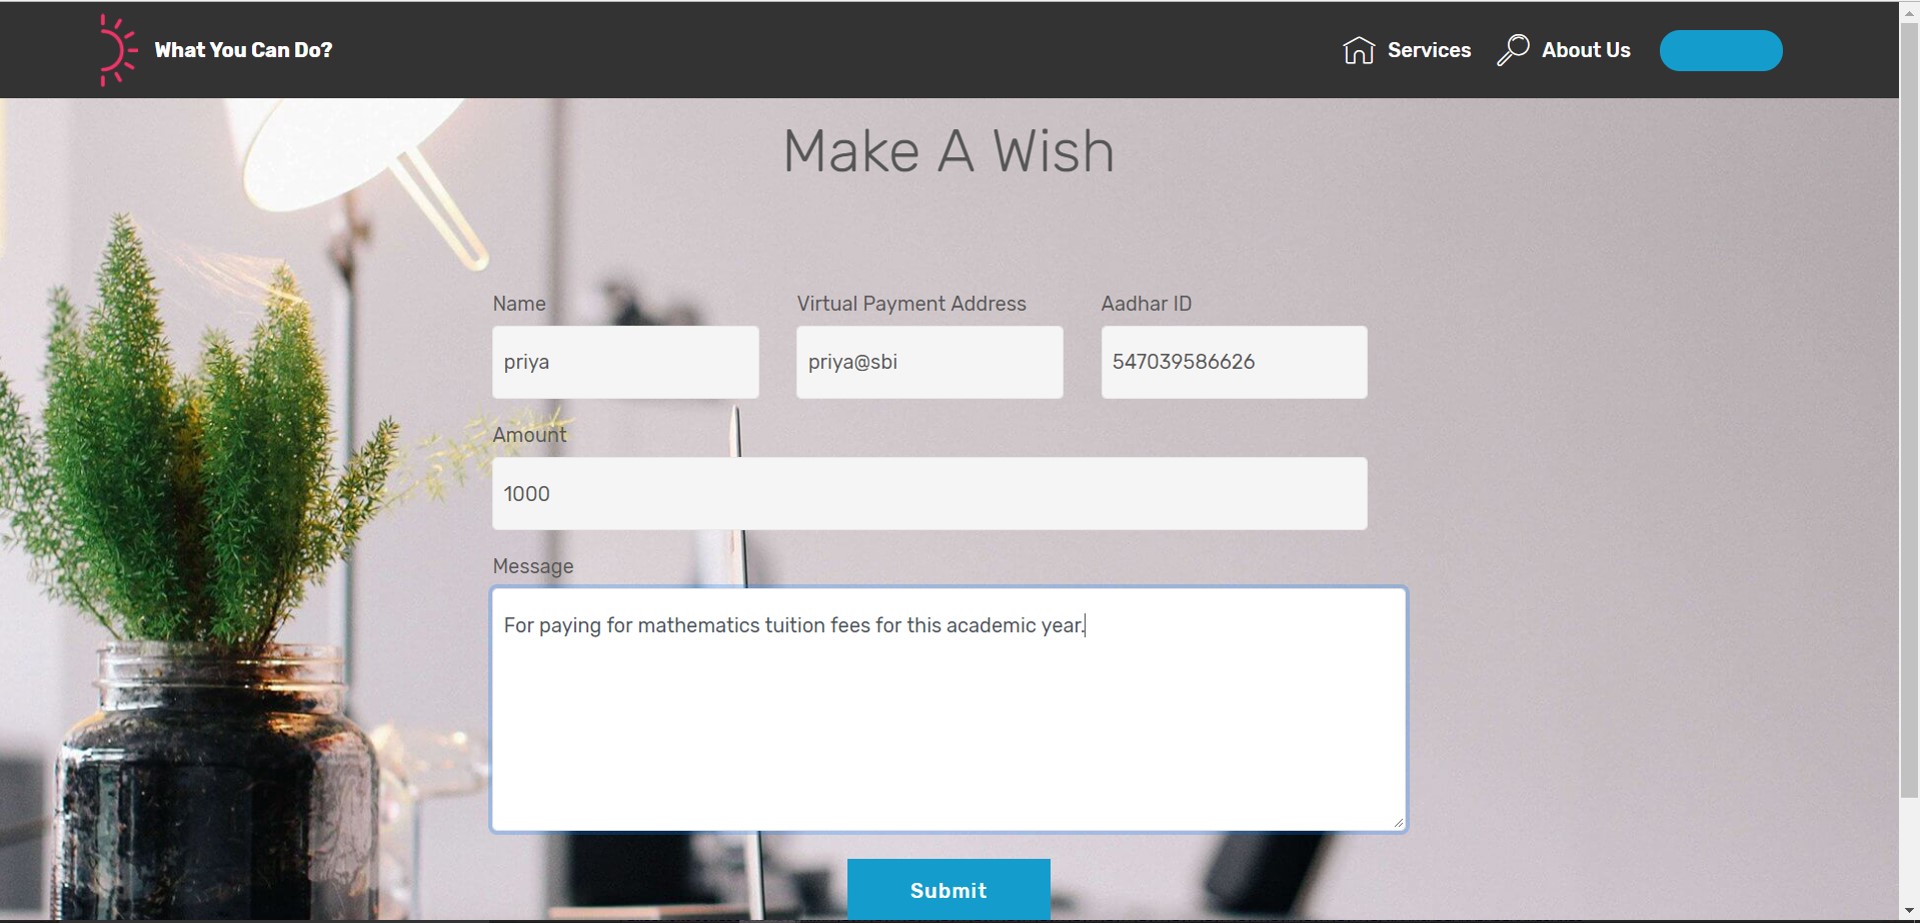 What You Can Do?
Services
About Us
Make A Wish
Name
Virtual Payment Address
Aadhar ID
priya
priya@sbi
547039586626
Amount
1000
Message
For paying for mathematics tuition fees for this academic year.
Submit